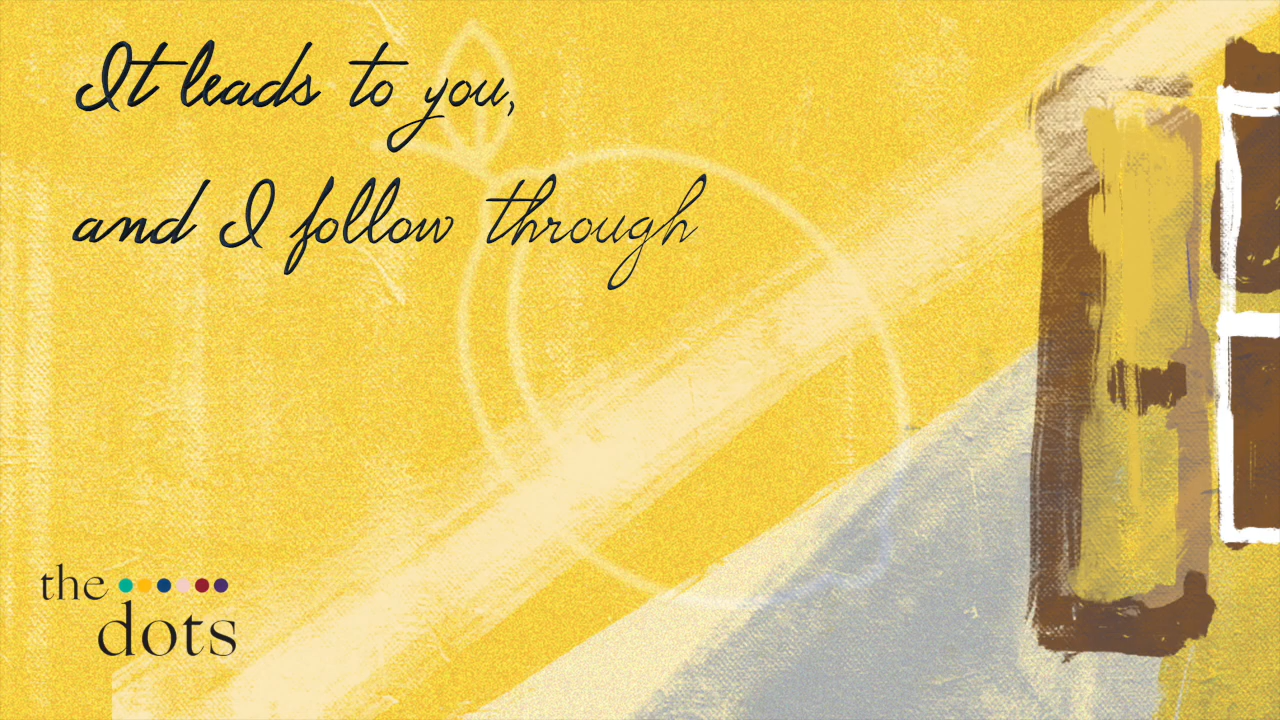 It leads to you,
and I follow through
the
dots